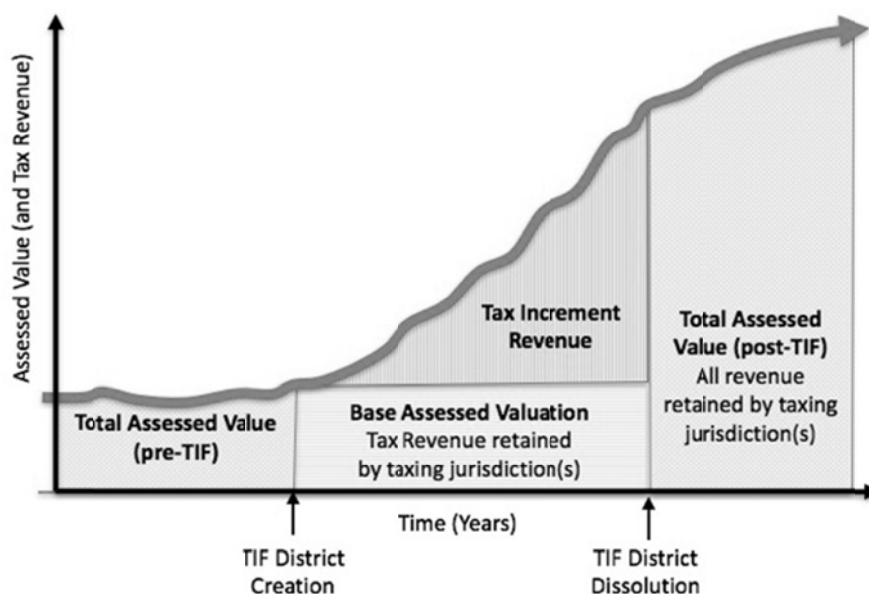 Assessed Value (and Tax Revenue)
Tax Increment
Revenue
Total Assessed
Value (post-TIF)
All revenue
retained by taxing
jurisdiction(s)
Total Assessed Value
(pre-TIF)
Base Assessed Valuation
Tax Revenue retained
by taxing jurisdiction(s)
Time (Years)
TIF District
Creation
TIF District
Dissolution